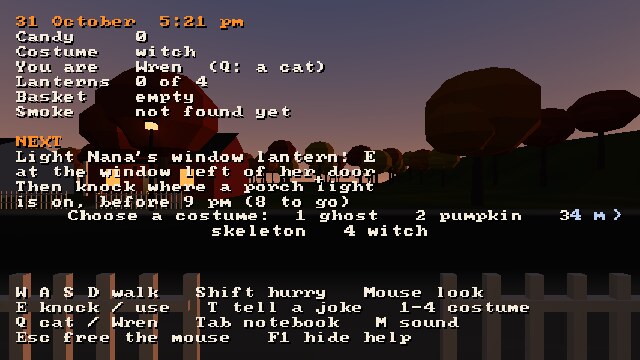 31 October 5:21 pm
Candy 0
Costume witch
You are Wren (Q: a cat)
Lanterns 0 of 4
Basket empty
Smoke not found yet
NEXT
Light Nana's window lantern: E
at the window left of her door
Then knock where a porch light
is on, before 9 pm (8 to go)
Choose a costume: 1 ghost 2 pumpkin 3
4 m )
skeleton 4 witch
W A S D walk Shift hurry Mouse look
E knock / use T tell a joke 1-4 costume
Q cat / Wren Tab notebook M sound
Esc free the mouse F1 hide help